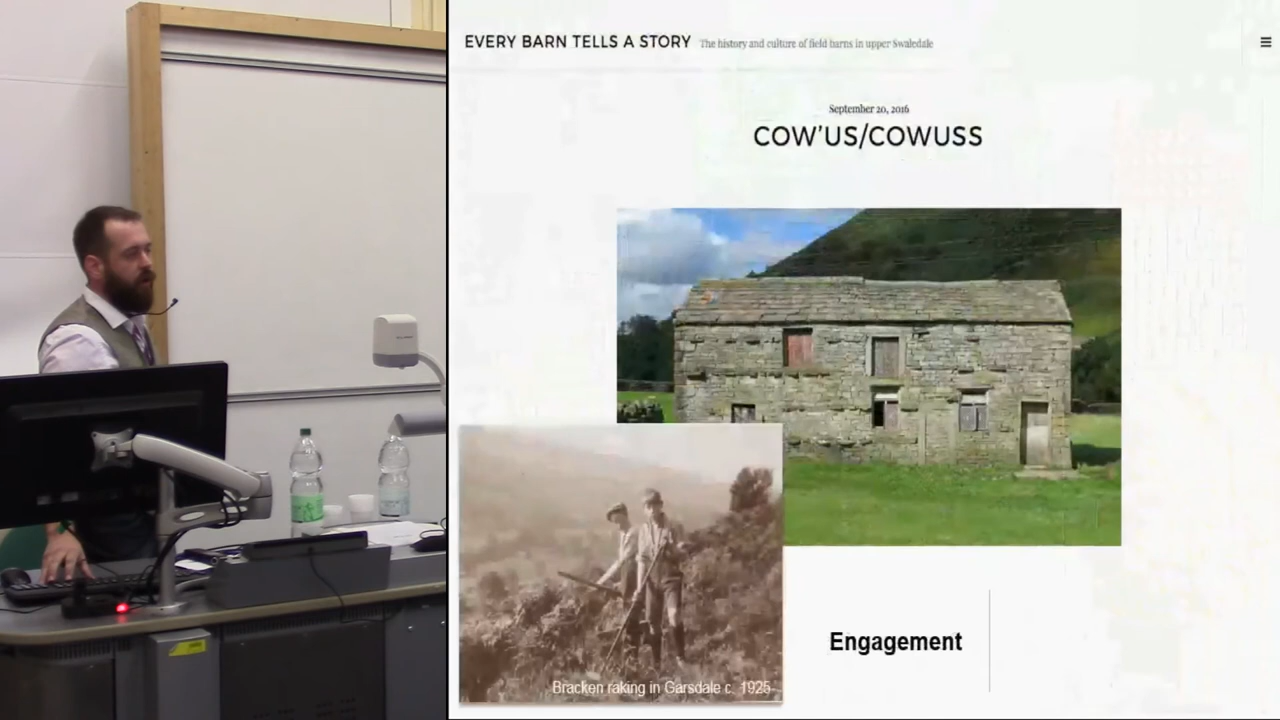 EVERY BARN TELLS A STORY The history and culture of field barns in upper Swaledale
September 20, 2016
COW'US/COWUSS
Engagement
Bracken raking in Garsdale c. 1925